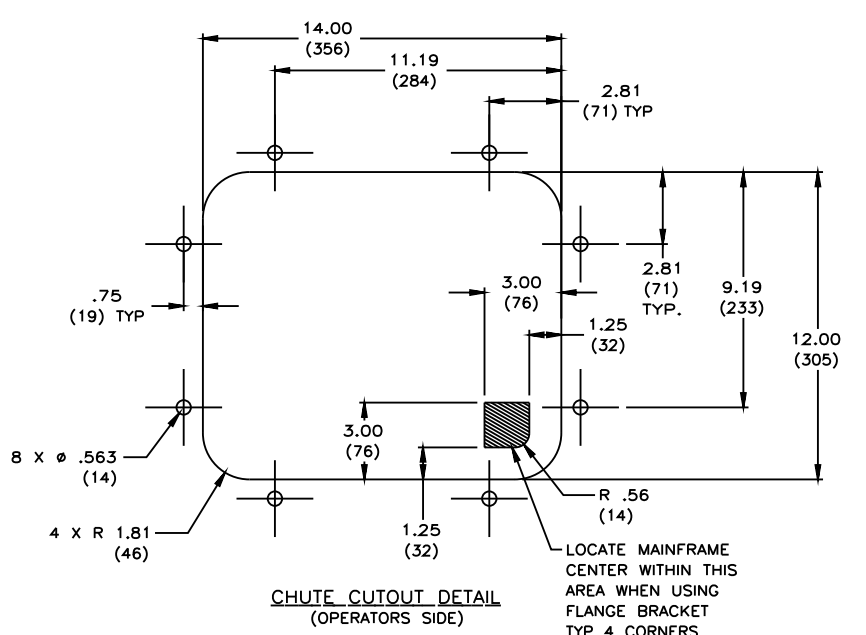 14.00
(356)
11.19
(284)
2.81
(71) TYP
2.81
(71)
TYP.
9.19
(233)
3.00
(76)
.75
(19) TYP
1.25
(32)
12.00
(305)
3.00
(76)
8 X ø .563
(14)
R .56
(14)
4 X R 1.81
(46)
1.25
(32)
LOCATE MAINFRAME
CENTER WITHIN THIS
AREA WHEN USING
FLANGE BRACKET
TYP 4 CORNERS
CHUTE CUTOUT DETAIL
(OPERATORS SIDE)